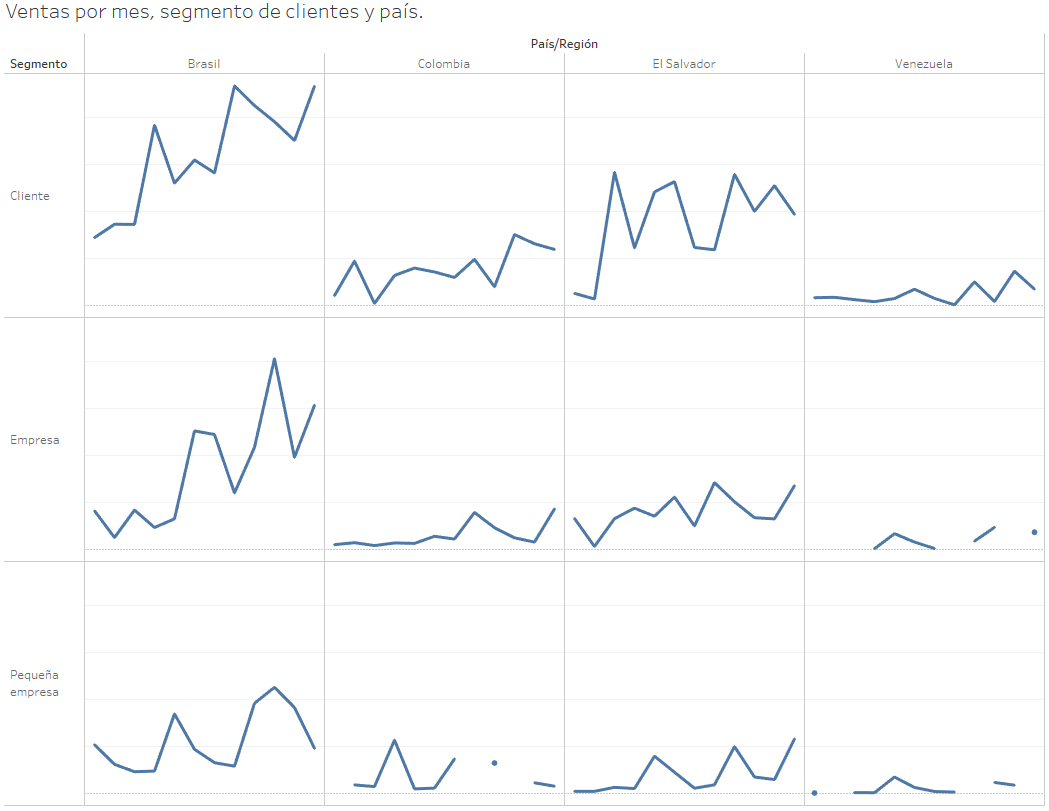 Ventas por mes, segmento de clientes y país.
País/Región
Segmento
Brasil
Colombia
El Salvador
Venezuela
Cliente
Empresa
Pequeña
empresa